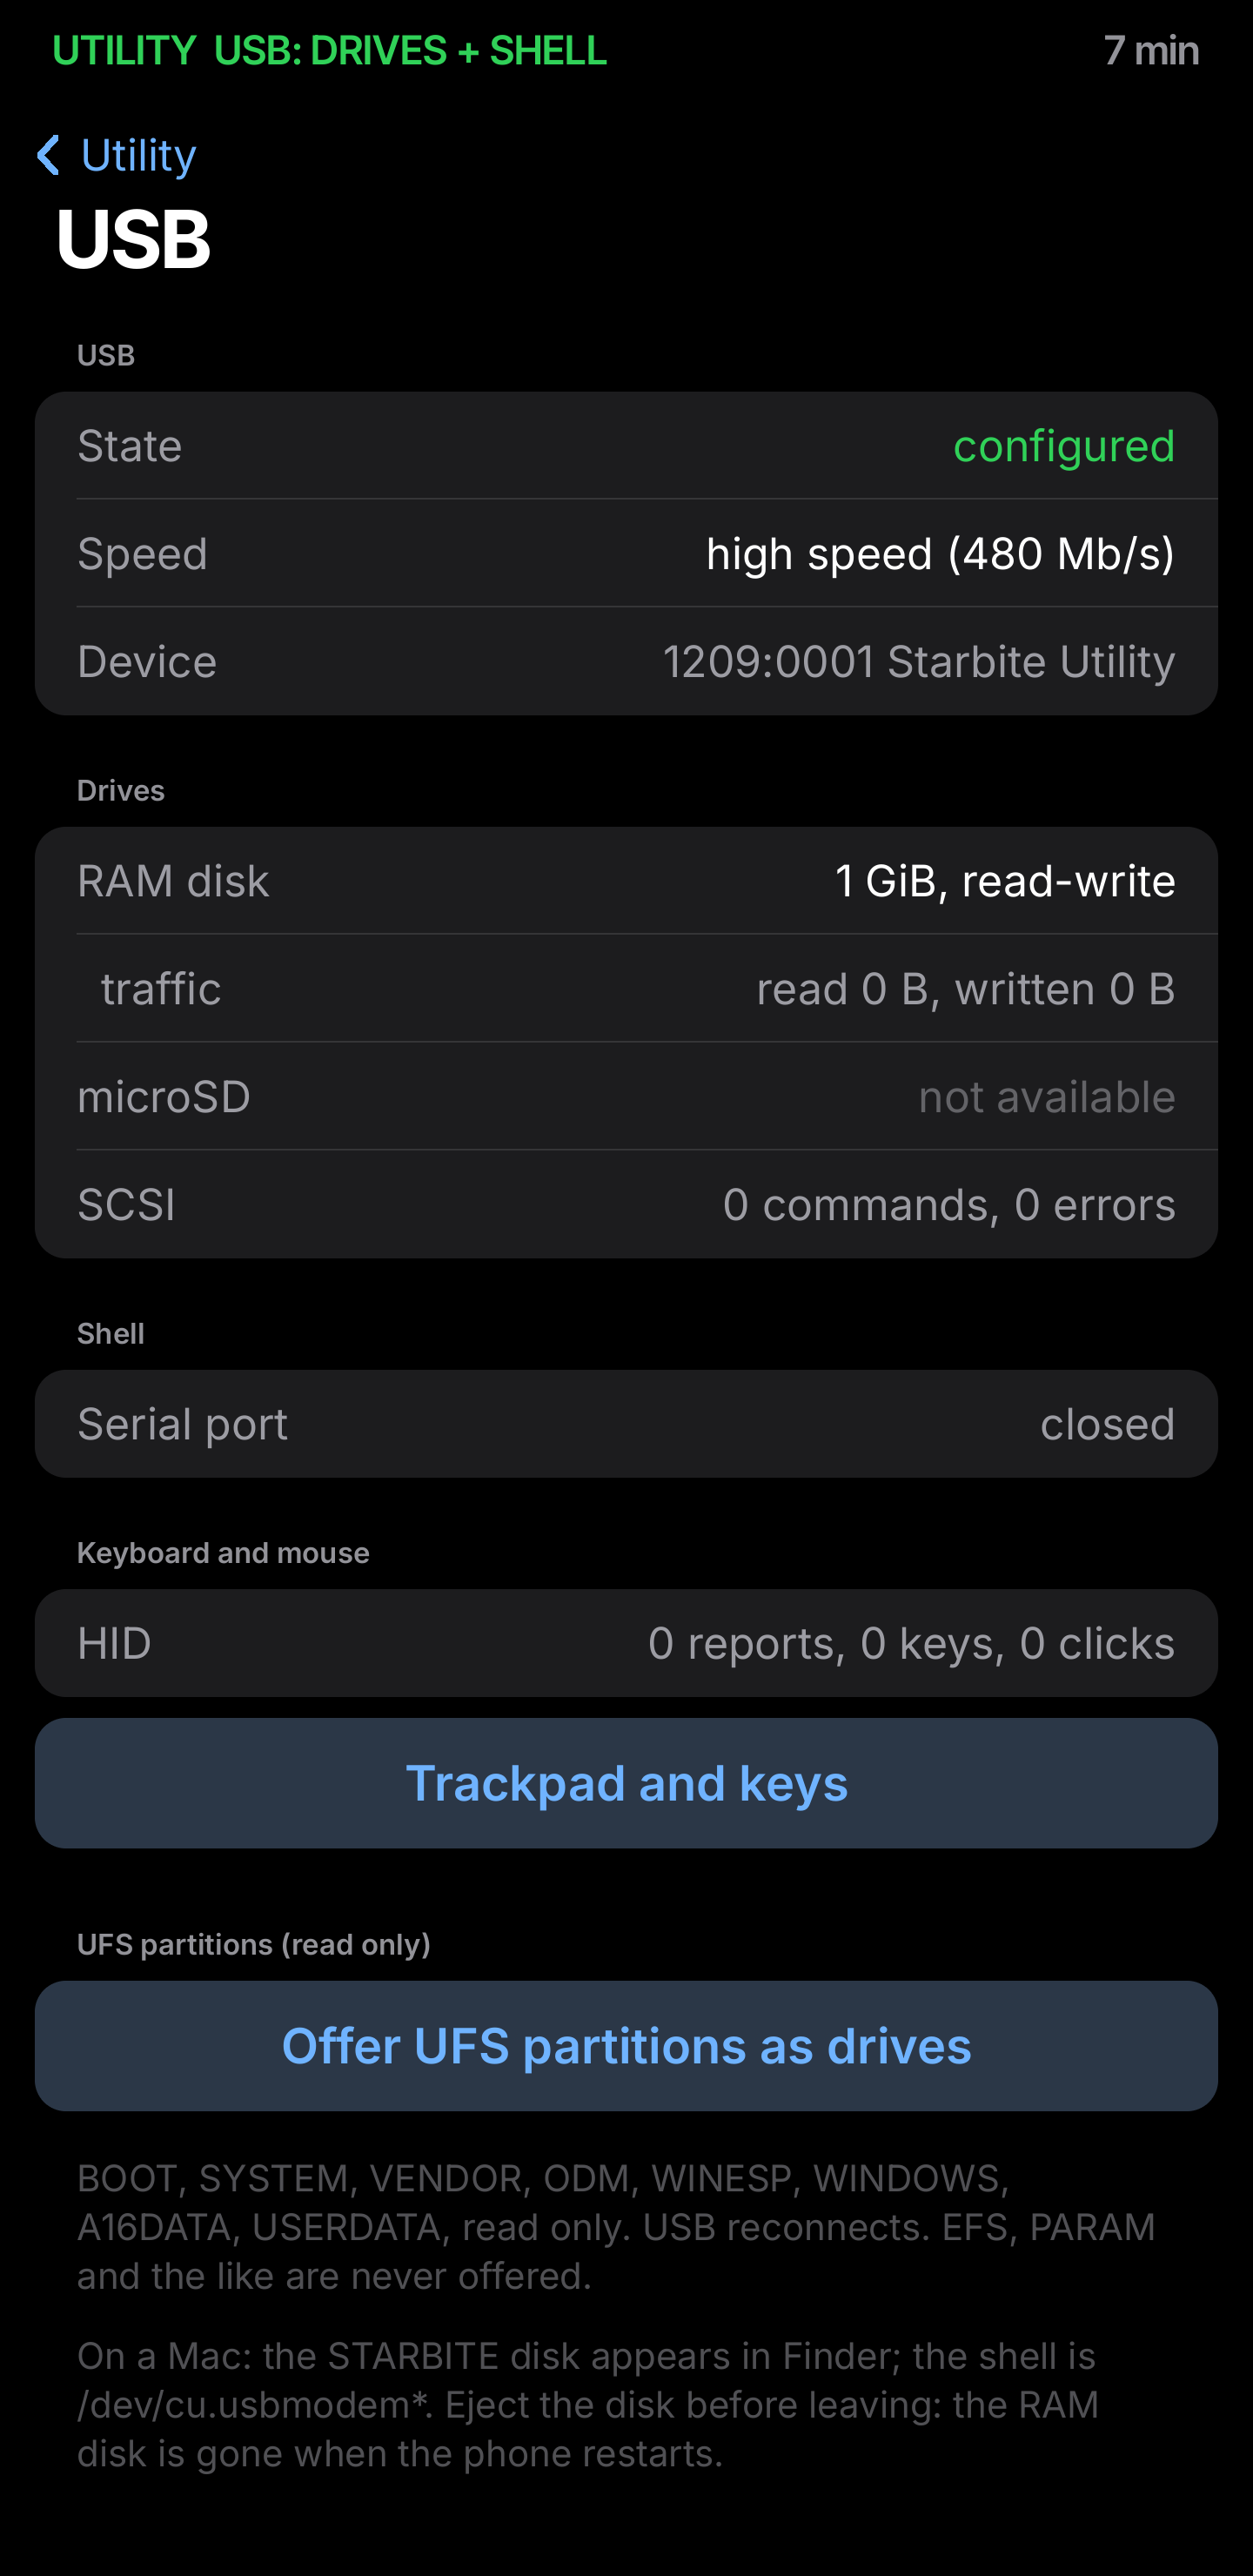 UTILITY USB: DRIVES + SHELL
7 min
Utility
USB
USB
State
configured
Speed
high speed (480 Mb/s)
Device
1209:0001 Starbite Utility
Drives
RAM disk
1 GiB, read-write
traffic
read 0 B, written 0 B
microSD
not available
SCSI
0 commands, 0 errors
Shell
Serial port
closed
Keyboard and mouse
HID
0 reports, 0 keys, 0 clicks
Trackpad and keys
UFS partitions (read only)
Offer UFS partitions as drives
BOOT, SYSTEM, VENDOR, ODM, WINESP, WINDOWS,
A16DATA, USERDATA, read only. USB reconnects. EFS, PARAM
and the like are never offered.
On a Mac: the STARBITE disk appears in Finder; the shell is
/dev/cu.usbmodem*. Eject the disk before leaving: the RAM
disk is gone when the phone restarts.